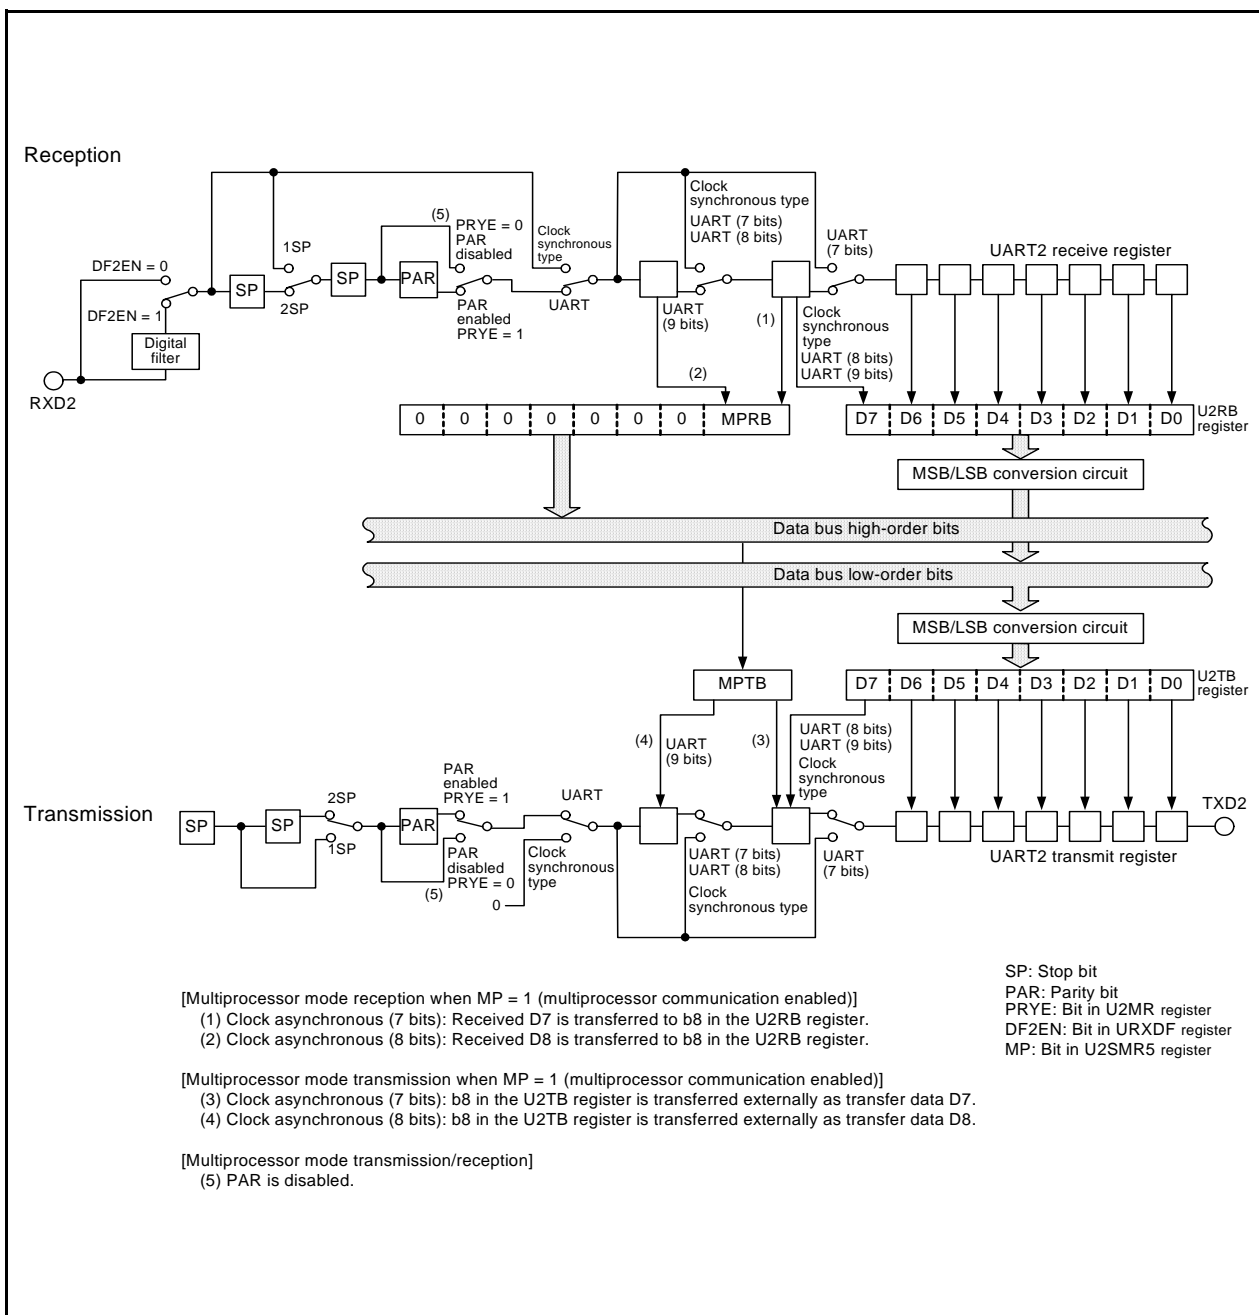 Reception
DF2EN = 0
DF2EN = 1
Digital
filter
RXD2
SP
1SP
2SP
SP
(5)
PAR
PRYE = 0
PAR
disabled
PAR
enabled
PRYE = 1
Clock
synchronous
type
UART
Clock
synchronous type
UART (7 bits)
UART (8 bits)
UART
(9 bits)
(2)
(1)
UART
(7 bits)
Clock
synchronous
type
UART (8 bits)
UART (9 bits)
UART2 receive register
0 0 0 0 0 0 0 MPRB
D7 D6 D5 D4 D3 D2 D1 D0
U2RB
register
MSB/LSB conversion circuit
Data bus high-order bits
Data bus low-order bits
MSB/LSB conversion circuit
MPTB
D7 D6 D5 D4 D3 D2 D1 D0
U2TB
register
(4)
UART
(9 bits)
(3)
UART (8 bits)
UART (9 bits)
Clock
synchronous
type
Transmission
SP
SP
2SP
1SP
PAR
PAR
enabled
PRYE = 1
PAR
disabled
PRYE = 0
(5)
UART
Clock
synchronous
type
0
UART (7 bits)
UART (8 bits)
Clock
synchronous type
UART
(7 bits)
UART2 transmit register
TXD2
SP: Stop bit
PAR: Parity bit
PRYE: Bit in U2MR register
DF2EN: Bit in URXDF register
MP: Bit in U2SMR5 register
[Multiprocessor mode reception when MP = 1 (multiprocessor communication enabled)]
(1) Clock asynchronous (7 bits): Received D7 is transferred to b8 in the U2RB register.
(2) Clock asynchronous (8 bits): Received D8 is transferred to b8 in the U2RB register.
[Multiprocessor mode transmission when MP = 1 (multiprocessor communication enabled)]
(3) Clock asynchronous (7 bits): b8 in the U2TB register is transferred externally as transfer data D7.
(4) Clock asynchronous (8 bits): b8 in the U2TB register is transferred externally as transfer data D8.
[Multiprocessor mode transmission/reception]
(5) PAR is disabled.